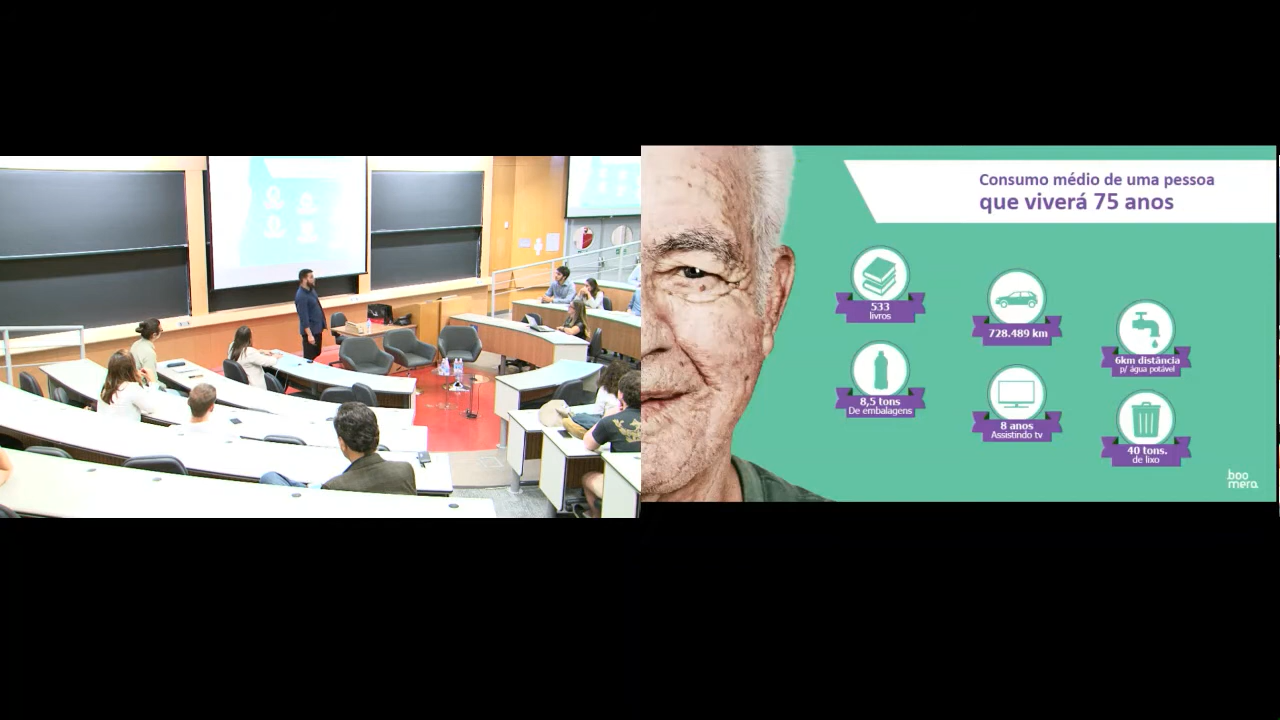 Consumo médio de uma pessoa
que viverá 75 anos
533
livros
728.489 km
6km distância
p/ água potável
8,5 tons
De embalagens
8 anos
Assistindo tv
40 tons.
de lixo
boo
mera